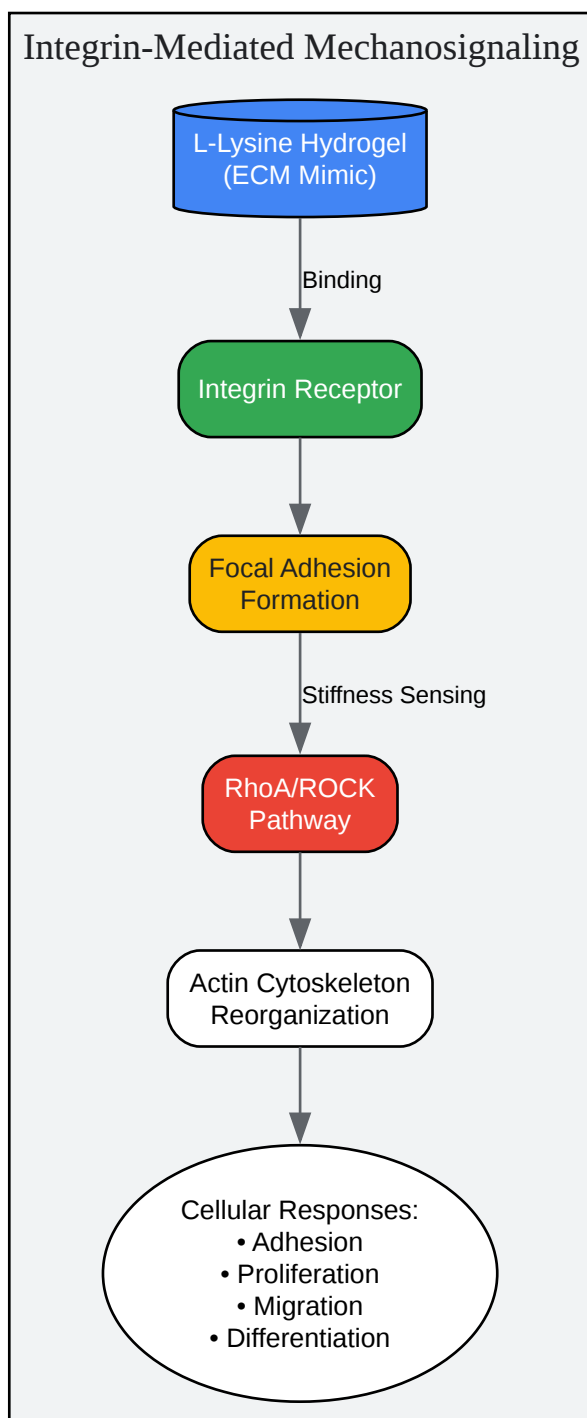 Integrin-Mediated Mechanosignaling
L-Lysine Hydrogel
(ECM Mimic)
Binding
Integrin Receptor
Focal Adhesion
Formation
Stiffness Sensing
RhoA/ROCK
Pathway
Actin Cytoskeleton
Reorganization
Cellular Responses:
• Adhesion
• Proliferation
• Migration
• Differentiation